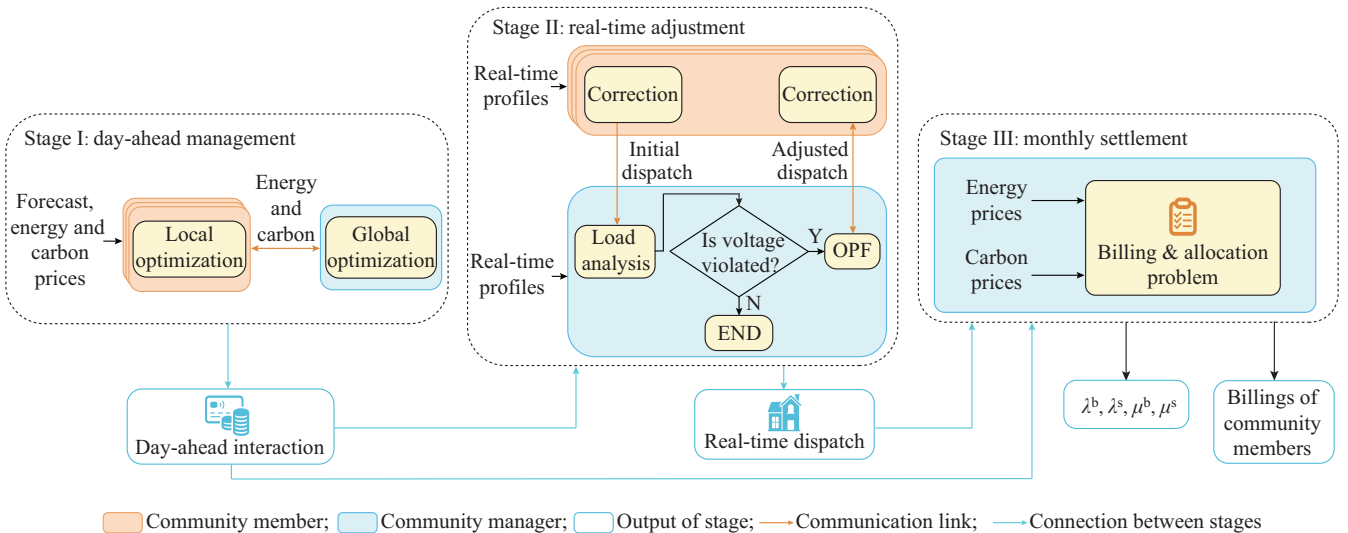 Stage I: day-ahead management
Forecast,
energy and
carbon
prices
Local
optimization
Energy
and
carbon
Global
optimization
Stage II: real-time adjustment
Real-time
profiles
Correction
Correction
Initial
dispatch
Adjusted
dispatch
Real-time
profiles
Load
analysis
Is voltage
violated?
Y
OPF
N
END
Stage III: monthly settlement
Energy
prices
Carbon
prices
Billing & allocation
problem
Day-ahead interaction
Real-time dispatch
λᵇ, λˢ, μᵇ, μˢ
Billings of
community
members
Community member; Community manager; Output of stage; Communication link; Connection between stages